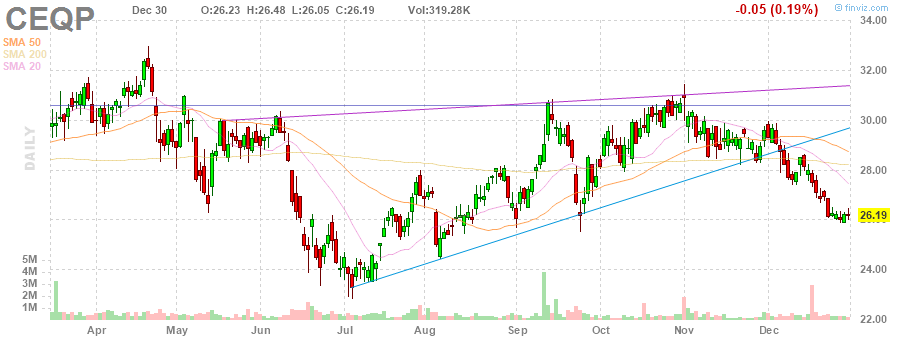 CEQP Dec 30 O:26.23 H:26.48 L:26.05 C:26.19 Vol:319.28K -0.05 (0.19%) @ finviz.com
SMA 50
SMA 200
SMA 20
DAILY
34.00
32.00
30.00
28.00
26.19
24.00
22.00
5M
4M
3M
2M
1M
Apr May Jun Jul Aug Sep Oct Nov Dec